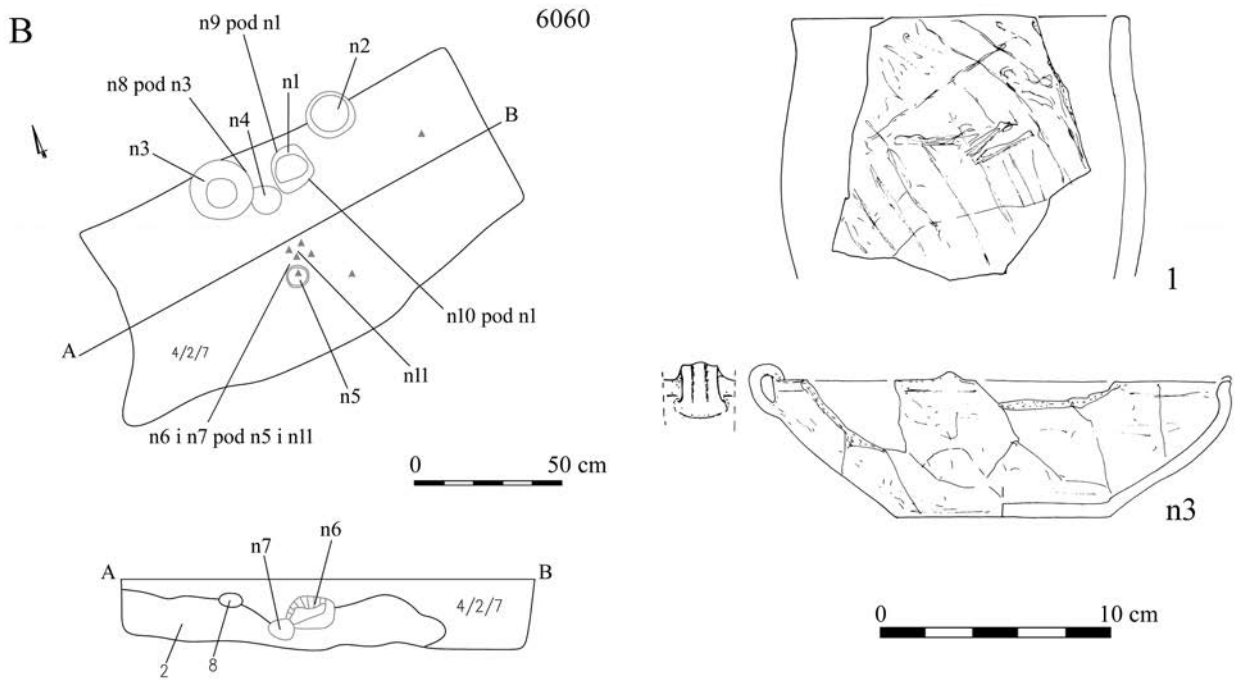 B
6060
n9 pod n1
n2
n8 pod n3
n1
n4
B
n3
n10 pod n1
A
4/2/7
n11
n5
n6 i n7 pod n5 i n11
0 50 cm
n7
n6
A
B
4/2/7
2
8
1
n3
0 10 cm